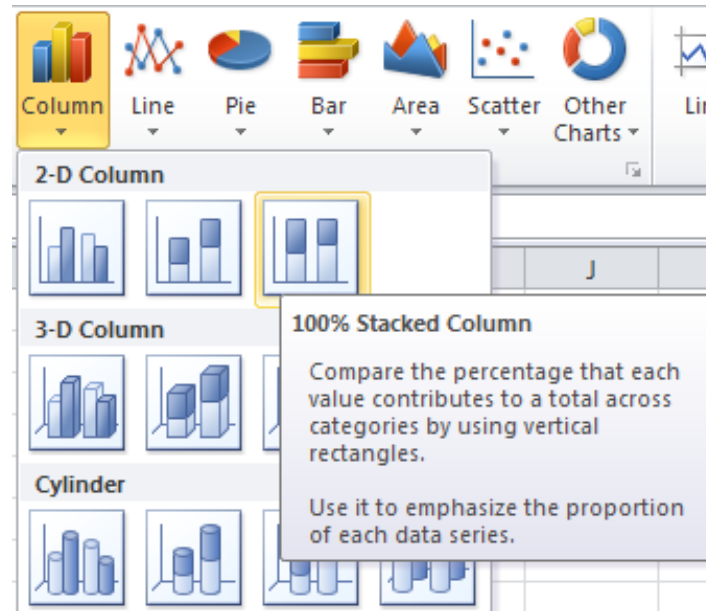 Column Line Pie Bar Area Scatter Other
Charts
2-D Column
J
100% Stacked Column
Compare the percentage that each
value contributes to a total across
categories by using vertical
rectangles.
Use it to emphasize the proportion
of each data series.
3-D Column
Cylinder